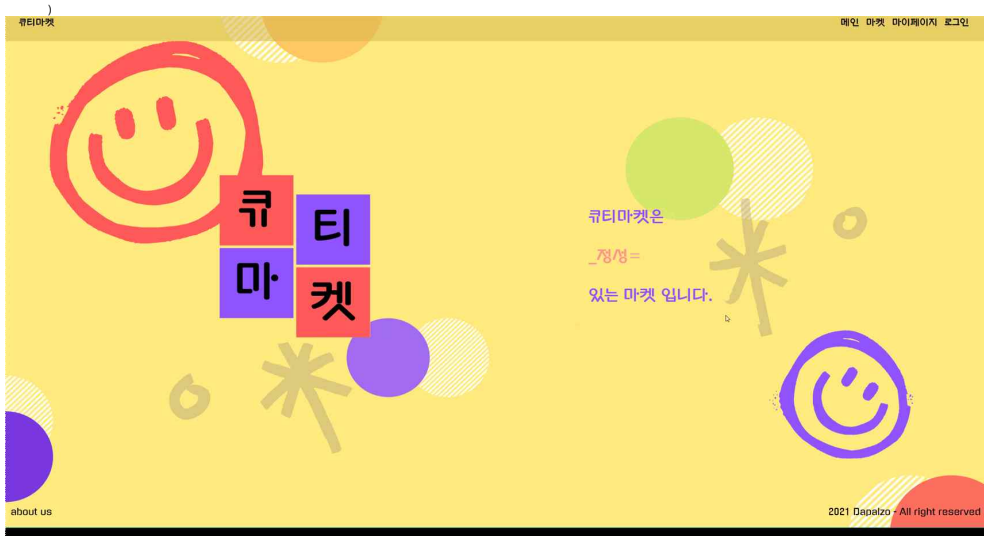 )
큐티마켓
메인 마켓 마이페이지 로그인
큐티
마켓
큐티마켓은
_정성=
있는 마켓 입니다.
about us
2021 Dapalzo - All right reserved